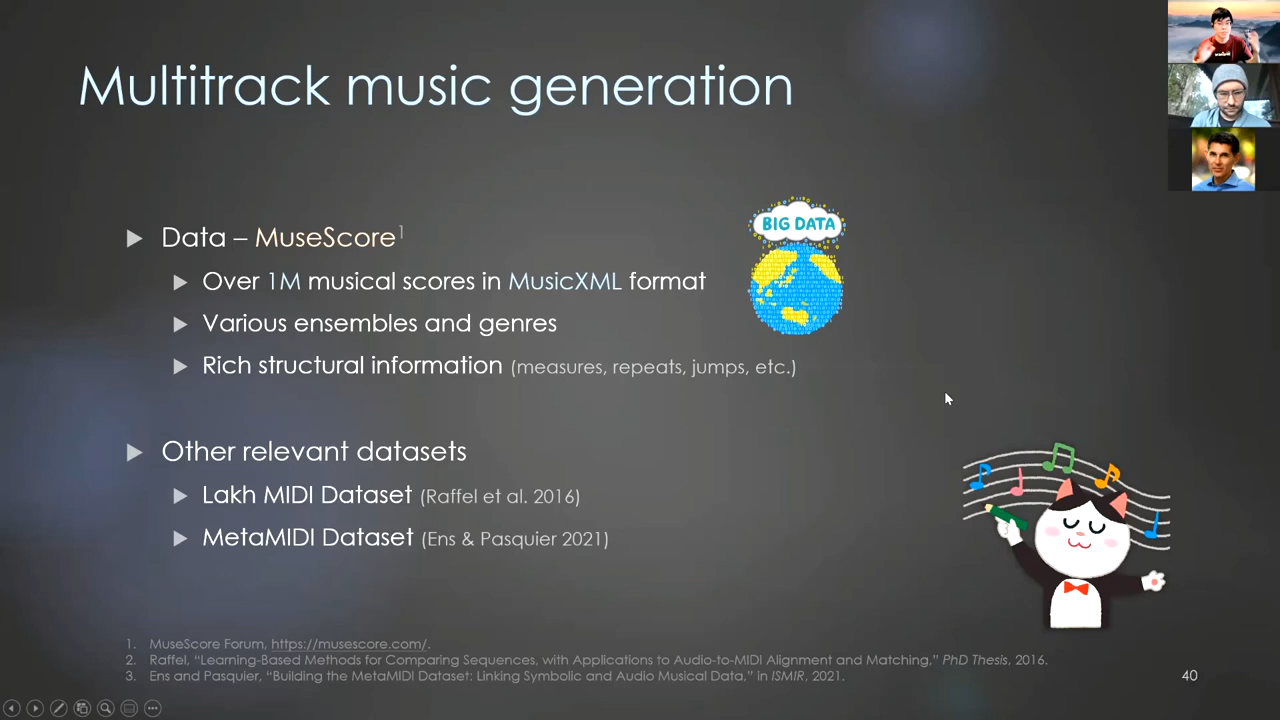 Multitrack music generation
Data – MuseScore1
BIG DATA
Over 1M musical scores in MusicXML format
Various ensembles and genres
Rich structural information (measures, repeats, jumps, etc.)
Other relevant datasets
Lakh MIDI Dataset (Raffel et al. 2016)
MetaMIDI Dataset (Ens & Pasquier 2021)
1. MuseScore Forum, https://musescore.com/.
2. Raffel, “Learning-Based Methods for Comparing Sequences, with Applications to Audio-to-MIDI Alignment and Matching,” PhD Thesis, 2016.
3. Ens and Pasquier, “Building the MetaMIDI Dataset: Linking Symbolic and Audio Musical Data,” in ISMIR, 2021.
40